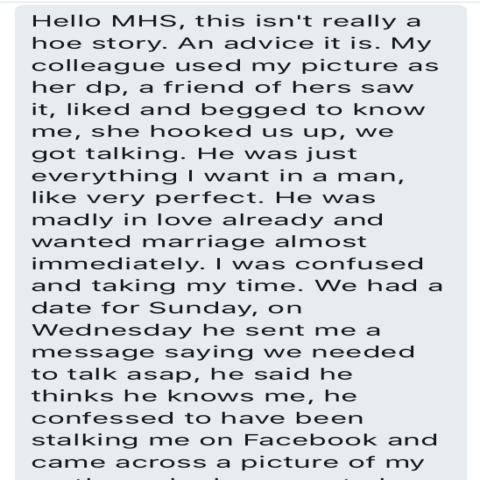 Hello MHS, this isn't really a
hoe story. An advice it is. My
colleague used my picture as
her dp, a friend of hers saw
it, liked and begged to know
me, she hooked us up, we
got talking. He was just
everything I want in a man,
like very perfect. He was
madly in love already and
wanted marriage almost
immediately. I was confused
and taking my time. We had a
date for Sunday, on
Wednesday he sent me a
message saying we needed
to talk asap, he said he
thinks he knows me, he
confessed to have been
stalking me on Facebook and
came across a picture of my